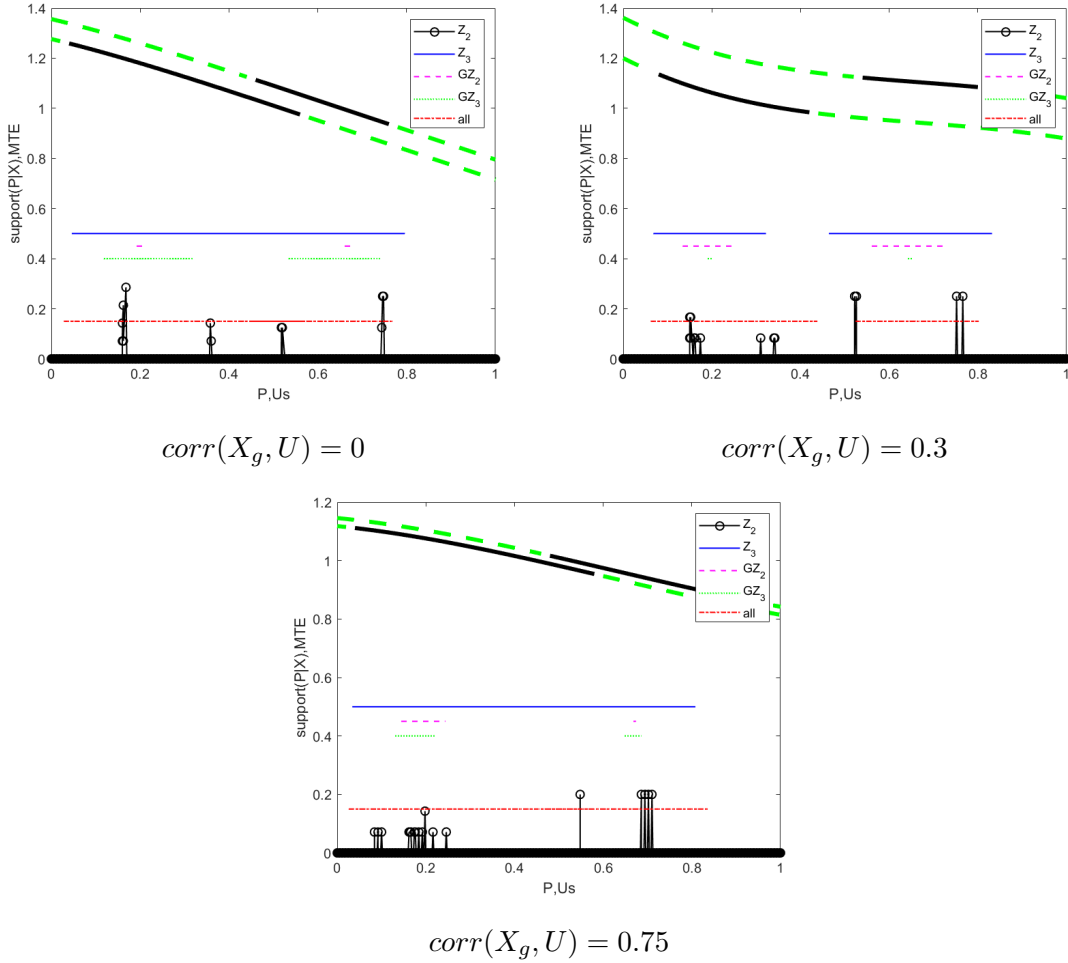 1.4
1.2
1
0.8
0.6
0.4
0.2
0
support(P|X),MTE
0 0.2 0.4 0.6 0.8 1
P,Us
Z2
Z3
GZ2
GZ3
all
corr(Xg, U) = 0
1.4
1.2
1
0.8
0.6
0.4
0.2
0
support(P|X),MTE
0 0.2 0.4 0.6 0.8 1
P,Us
Z2
Z3
GZ2
GZ3
all
corr(Xg, U) = 0.3
1.2
1
0.8
0.6
0.4
0.2
0
support(P|X),MTE
0 0.2 0.4 0.6 0.8 1
P,Us
Z2
Z3
GZ2
GZ3
all
corr(Xg, U) = 0.75